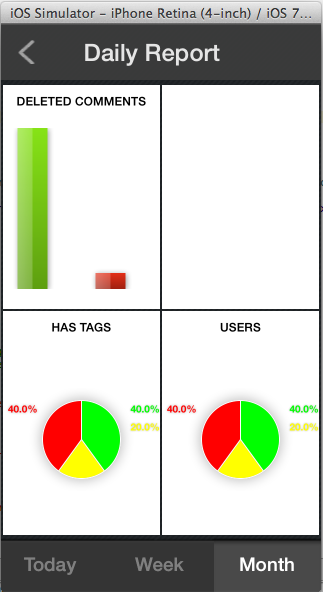 iOS Simulator - iPhone Retina (4-inch) / iOS 7...
Daily Report
DELETED COMMENTS
HAS TAGS
USERS
40.0%
40.0%
20.0%
40.0%
40.0%
20.0%
Today
Week
Month